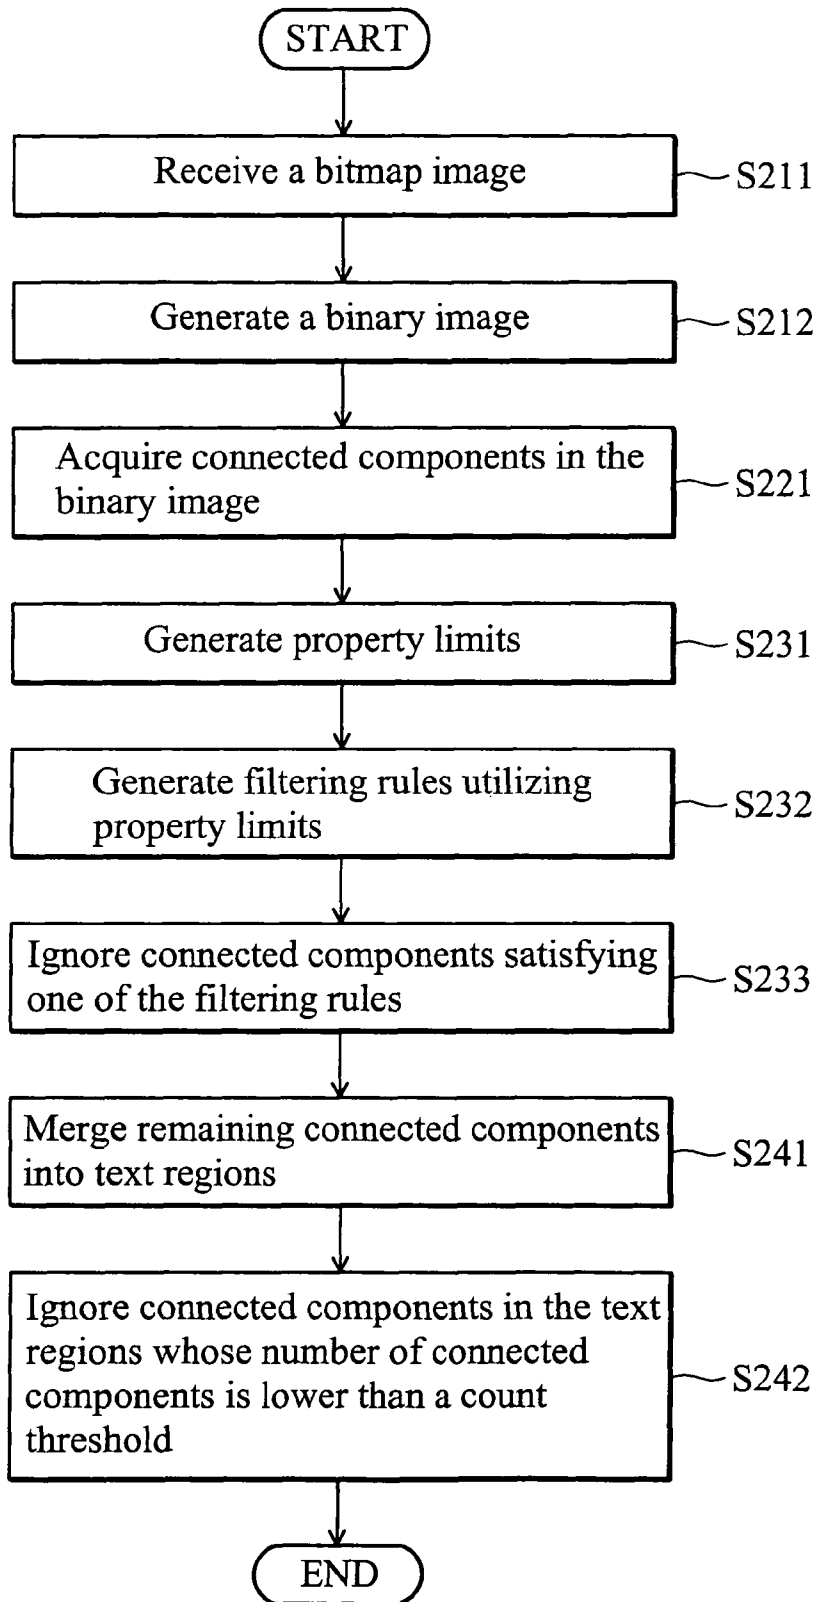 START
Receive a bitmap image
S211
Generate a binary image
S212
Acquire connected components in the
binary image
S221
Generate property limits
S231
Generate filtering rules utilizing
property limits
S232
Ignore connected components satisfying
one of the filtering rules
S233
Merge remaining connected components
into text regions
S241
Ignore connected components in the text
regions whose number of connected
components is lower than a count
threshold
S242
END